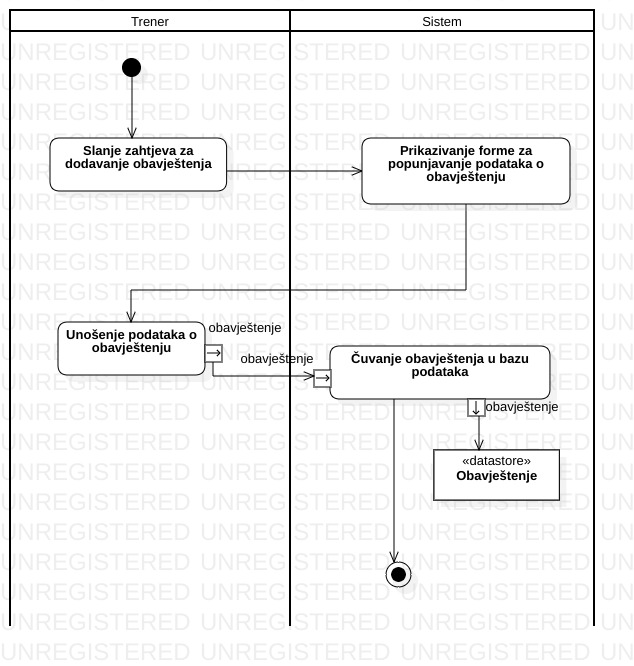 Trener
Sistem
Slanje zahtjeva za
dodavanje obavještenja
Prikazivanje forme za
popunjavanje podataka o
obavještenju
Unošenje podataka o
obavještenju
obavještenje
obavještenje
Čuvanje obavještenja u bazu
podataka
obavještenje
«datastore»
Obavještenje
UNREGISTERED UNREGISTERED UNREGISTERED UN